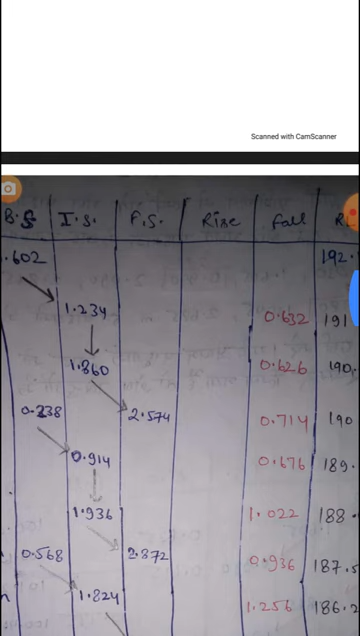 Scanned with CamScanner
B.S I.S. F.S. Rise fall R
.602 192.
1.234 0.632 191
1.860 0.626 190
0.238 2.574 0.714 190
0.914 0.676 189.
1.936 1.022 188.
0.568 2.872 0.936 187.5
1.824 1.256 186.2